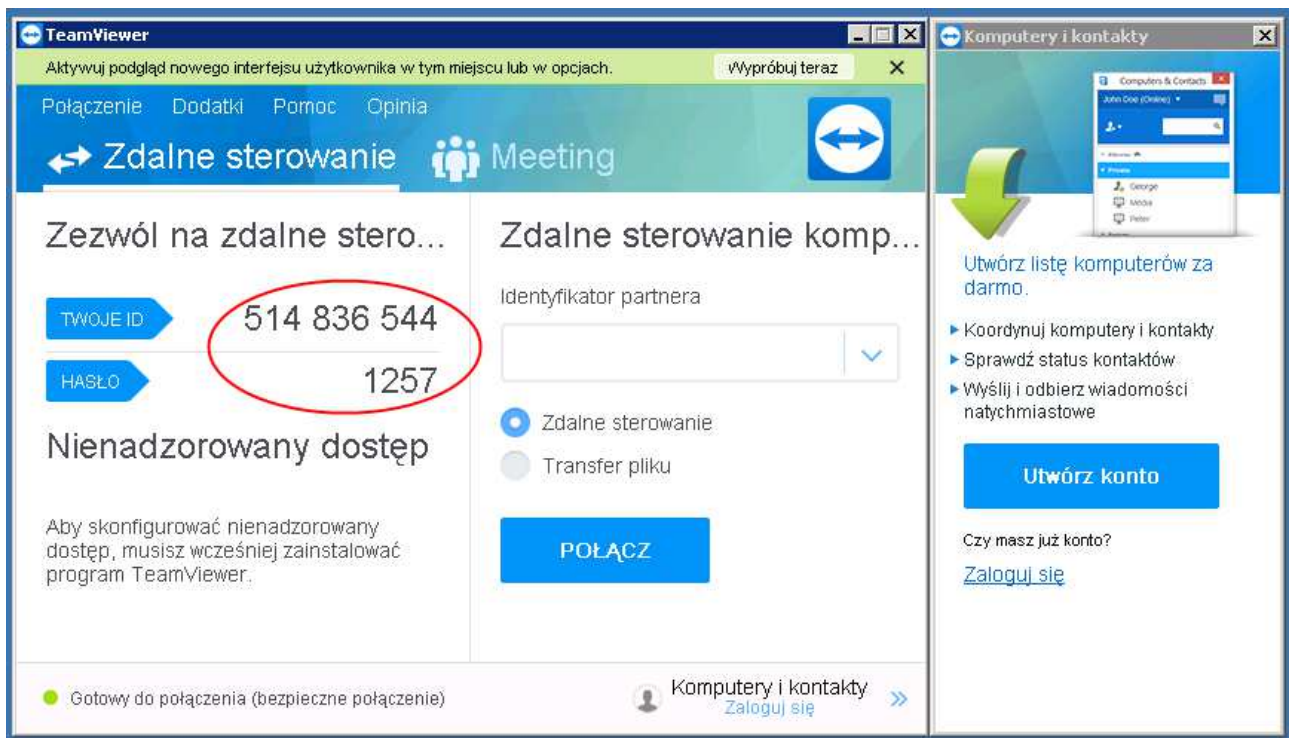 TeamViewer
Aktywuj podgląd nowego interfejsu użytkownika w tym miejscu lub w opcjach. Wypróbuj teraz
Połączenie Dodatki Pomoc Opinia
Zdalne sterowanie Meeting
Zezwól na zdalne stero...
TWOJE ID 514 836 544
HASŁO 1257
Nienadzorowany dostęp
Aby skonfigurować nienadzorowany
dostęp, musisz wcześniej zainstalować
program TeamViewer.
Zdalne sterowanie komp...
Identyfikator partnera
Zdalne sterowanie
Transfer pliku
POŁĄCZ
Gotowy do połączenia (bezpieczne połączenie)
Komputery i kontakty
Zaloguj się
Komputery i kontakty
Computers & Contacts
John Doe (Online)
Private
George
Media
Peter
Utwórz listę komputerów za
darmo.
Koordynuj komputery i kontakty
Sprawdź status kontaktów
Wyślij i odbierz wiadomości
natychmiastowe
Utwórz konto
Czy masz już konto?
Zaloguj się